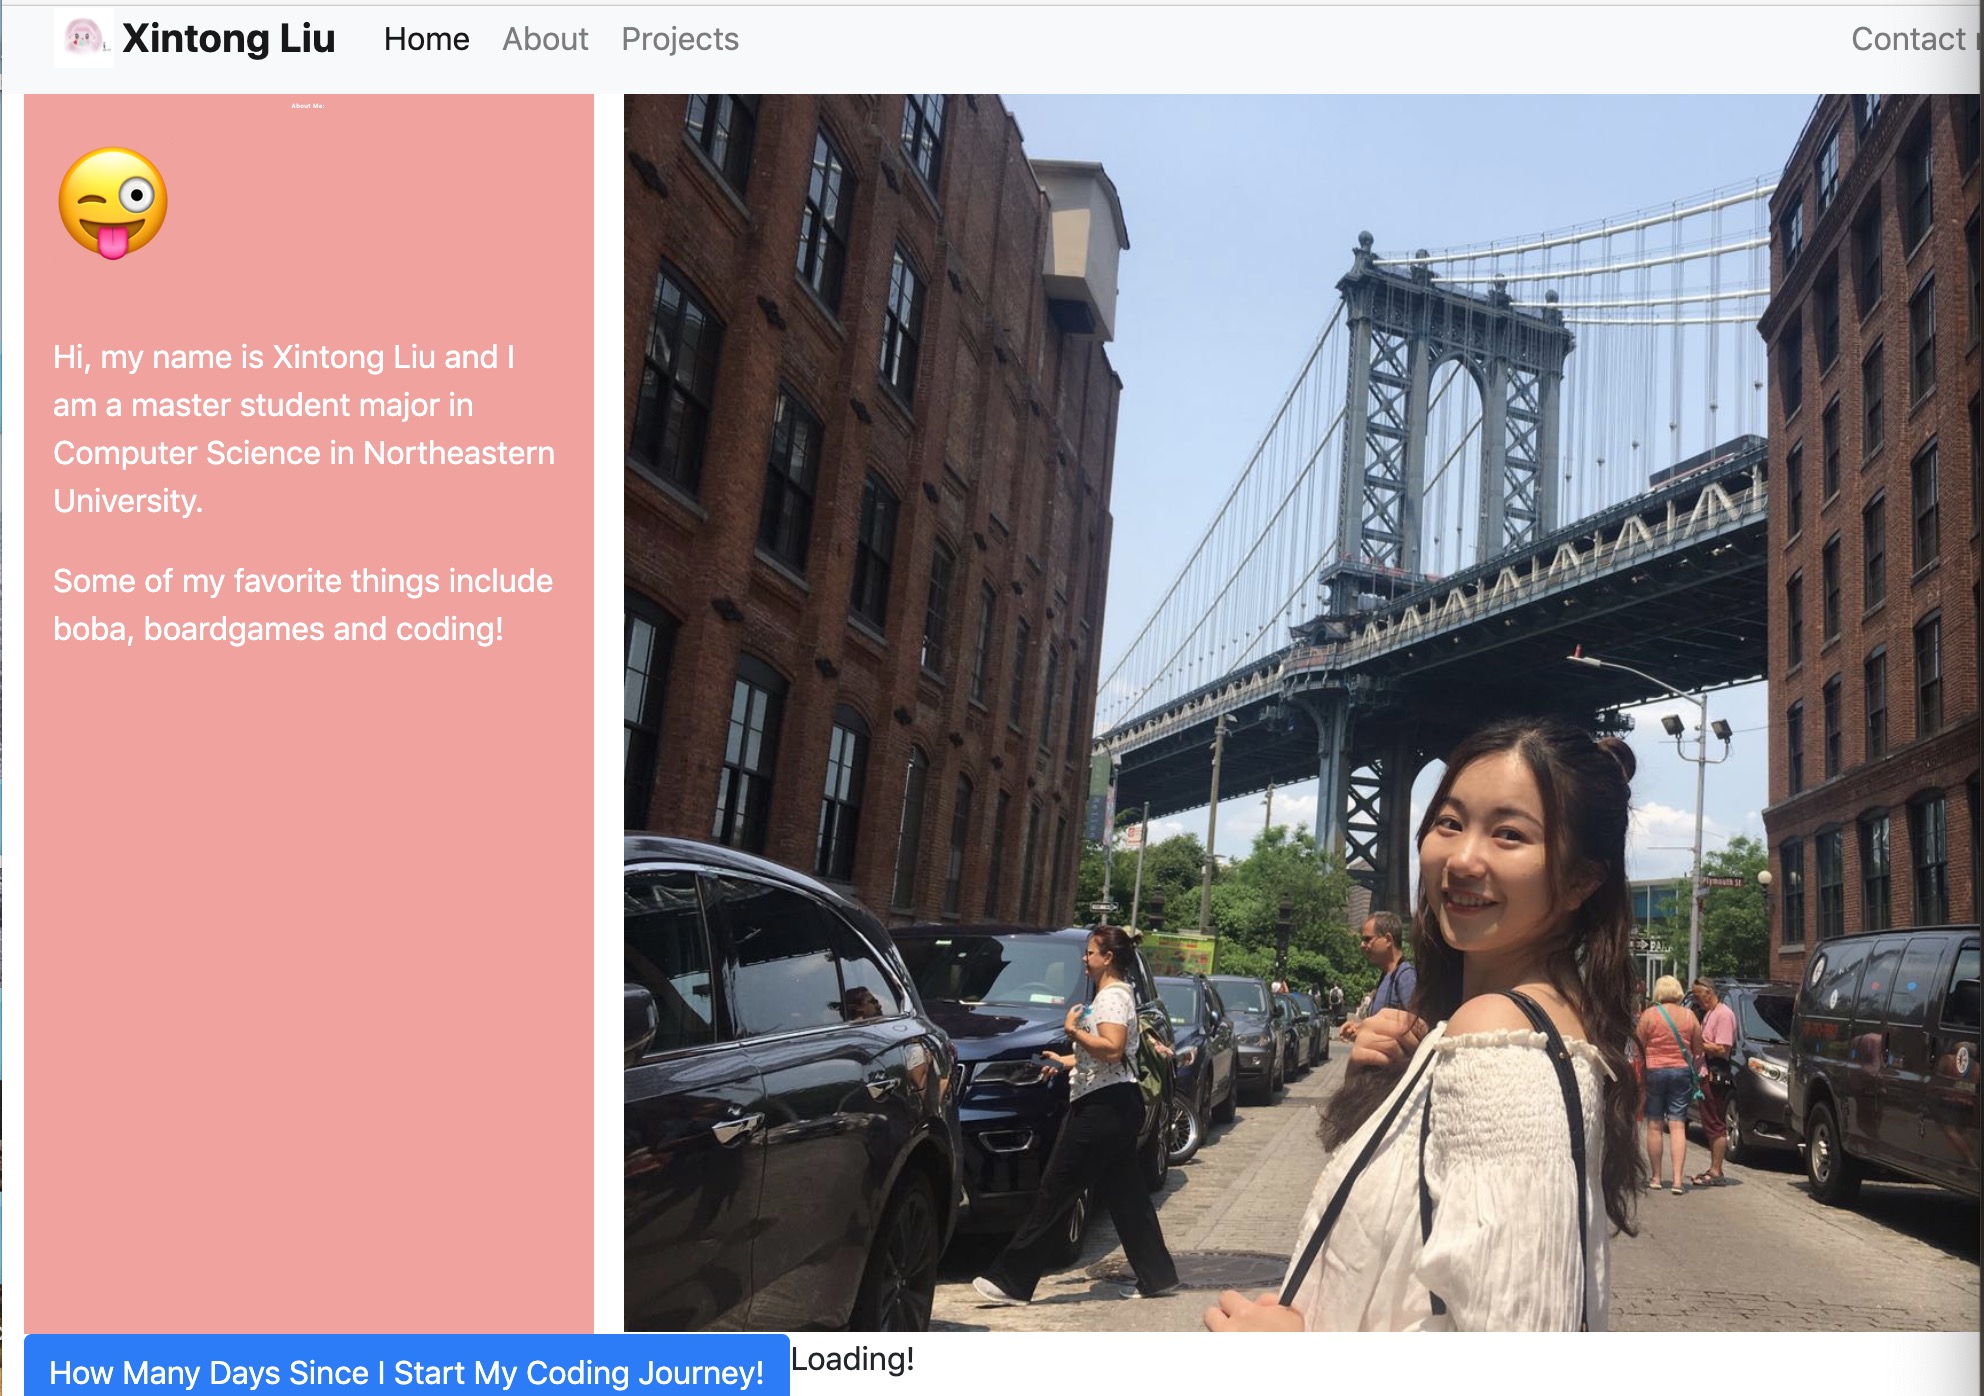 Xintong Liu
Home
About
Projects
Contact
About Me:
Hi, my name is Xintong Liu and I
am a master student major in
Computer Science in Northeastern
University.
Some of my favorite things include
boba, boardgames and coding!
Plymouth St
How Many Days Since I Start My Coding Journey!
Loading!